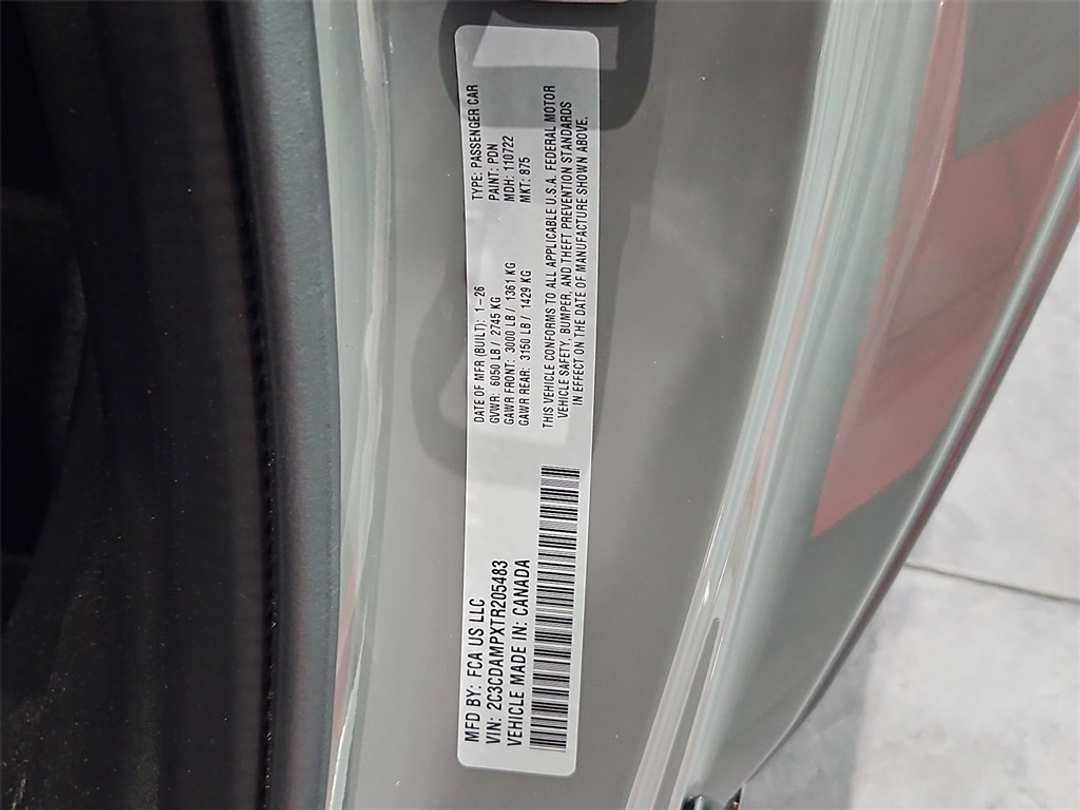 MFD BY: FCA US LLC
VIN: 2C3CDAMPXTR205483
VEHICLE MADE IN: CANADA
DATE OF MFR (BUILT): 1-26
GVWR: 6050 LB / 2745 KG
GAWR FRONT: 3000 LB / 1361 KG
GAWR REAR: 3150 LB / 1429 KG
TYPE: PASSENGER CAR
PAINT: PDN
MDH: 110722
MKT: 875
THIS VEHICLE CONFORMS TO ALL APPLICABLE U.S.A. FEDERAL MOTOR
VEHICLE SAFETY, BUMPER, AND THEFT PREVENTION STANDARDS
IN EFFECT ON THE DATE OF MANUFACTURE SHOWN ABOVE.